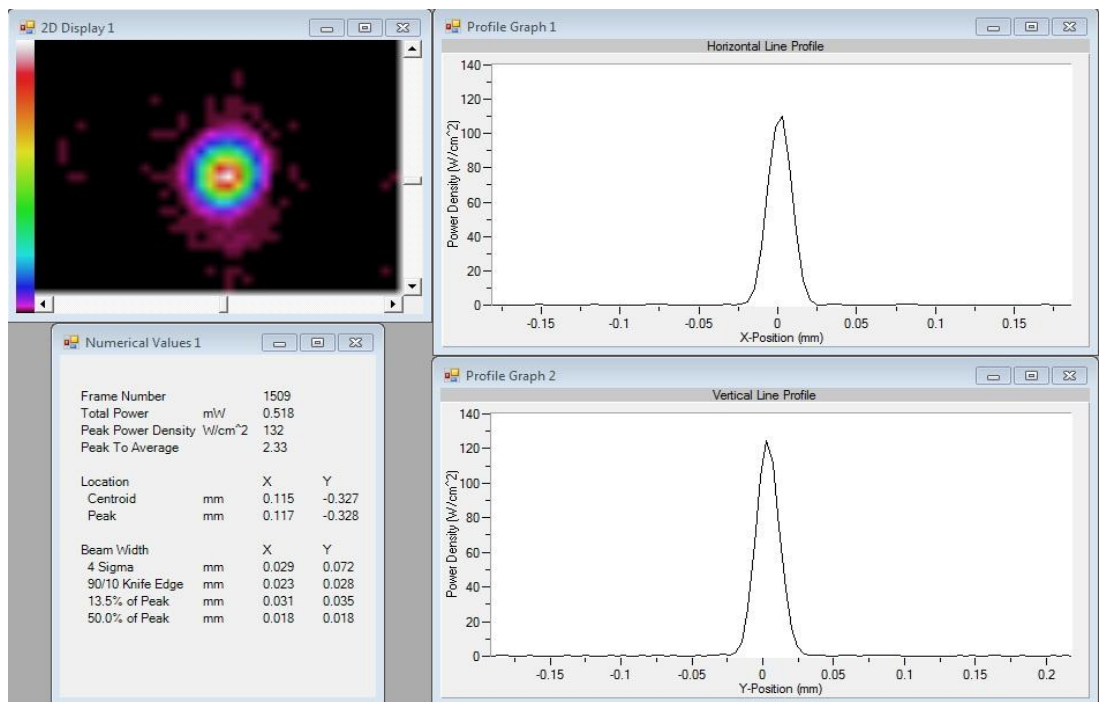 2D Display 1
Profile Graph 1
Horizontal Line Profile
140
120
100
80
60
40
20
0
Power Density (W/cm^2)
-0.15 -0.1 -0.05 0 0.05 0.1 0.15
X-Position (mm)
Numerical Values 1
Frame Number 1509
Total Power mW 0.518
Peak Power Density W/cm^2 132
Peak To Average 2.33
Location X Y
Centroid mm 0.115 -0.327
Peak mm 0.117 -0.328
Beam Width X Y
4 Sigma mm 0.029 0.072
90/10 Knife Edge mm 0.023 0.028
13.5% of Peak mm 0.031 0.035
50.0% of Peak mm 0.018 0.018
Profile Graph 2
Vertical Line Profile
140
120
100
80
60
40
20
0
Power Density (W/cm^2)
-0.15 -0.1 -0.05 0 0.05 0.1 0.15 0.2
Y-Position (mm)